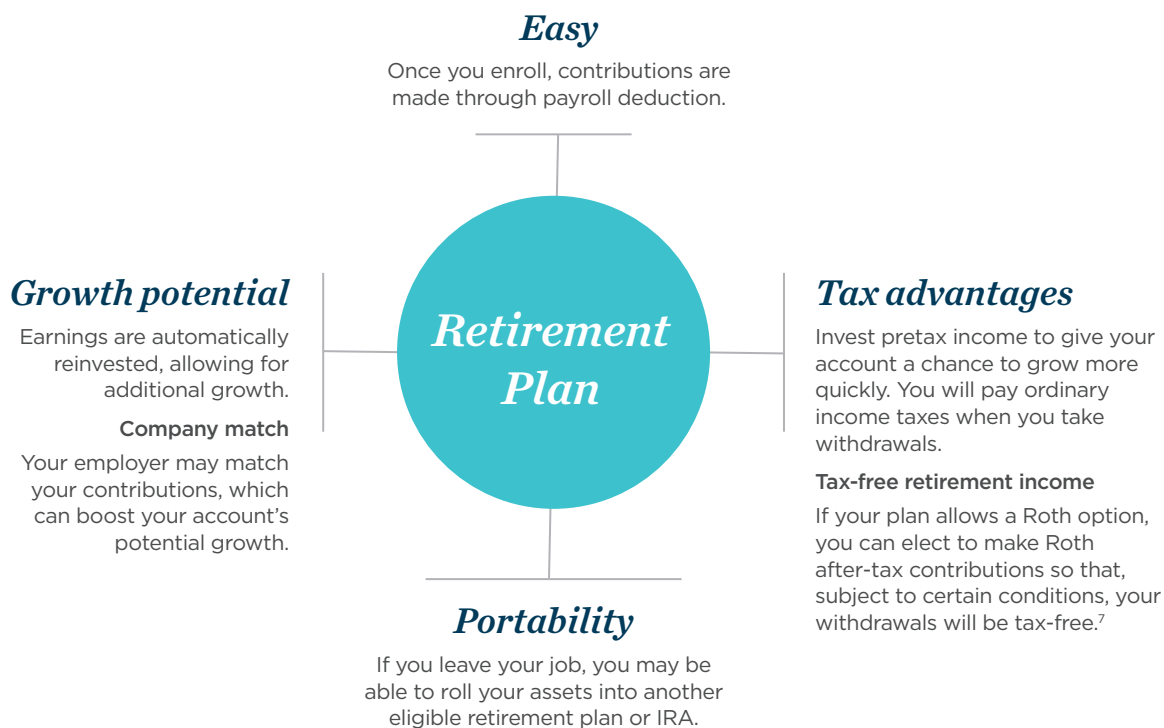 Easy
Once you enroll, contributions are
made through payroll deduction.
Growth potential
Earnings are automatically
reinvested, allowing for
additional growth.
Company match
Your employer may match
your contributions, which
can boost your account’s
potential growth.
Retirement
Plan
Tax advantages
Invest pretax income to give your
account a chance to grow more
quickly. You will pay ordinary
income taxes when you take
withdrawals.
Tax-free retirement income
If your plan allows a Roth option,
you can elect to make Roth
after-tax contributions so that,
subject to certain conditions, your
withdrawals will be tax-free.⁷
Portability
If you leave your job, you may be
able to roll your assets into another
eligible retirement plan or IRA.